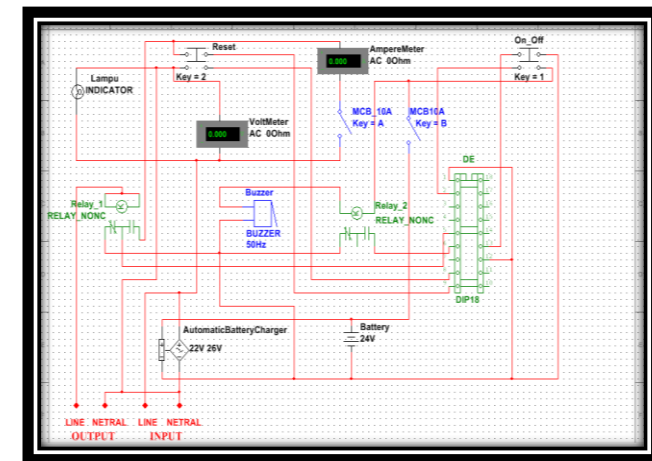 Reset
Key = 2
AmpereMeter
0.000
AC 0Ohm
On_Off
Key = 1
Lampu
INDICATOR
VoltMeter
0.000
AC 0Ohm
MCB_10A
Key = A
MCB10A
Key = B
DE
Relay_1
RELAY_NONC
Buzzer
BUZZER
50Hz
Relay_2
RELAY_NONC
DIP18
AutomaticBatteryCharger
22V 26V
Battery
24V
LINE NETRAL LINE NETRAL
OUTPUT INPUT